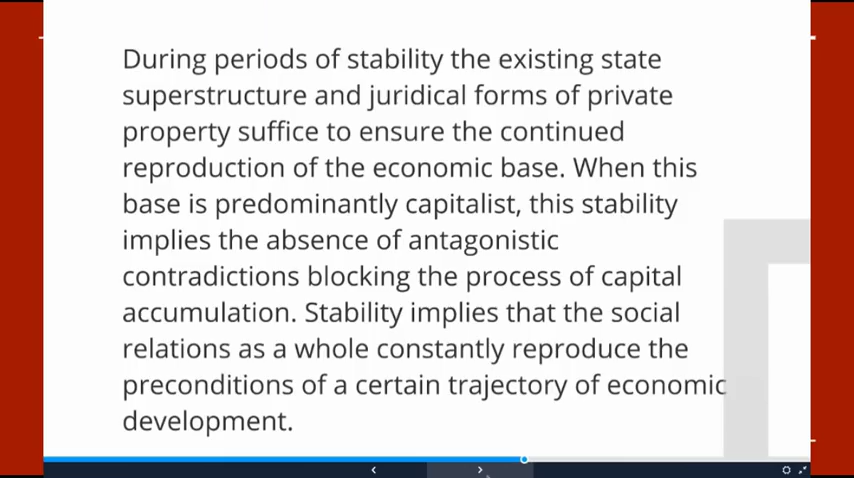 During periods of stability the existing state
superstructure and juridical forms of private
property suffice to ensure the continued
reproduction of the economic base. When this
base is predominantly capitalist, this stability
implies the absence of antagonistic
contradictions blocking the process of capital
accumulation. Stability implies that the social
relations as a whole constantly reproduce the
preconditions of a certain trajectory of economic
development.